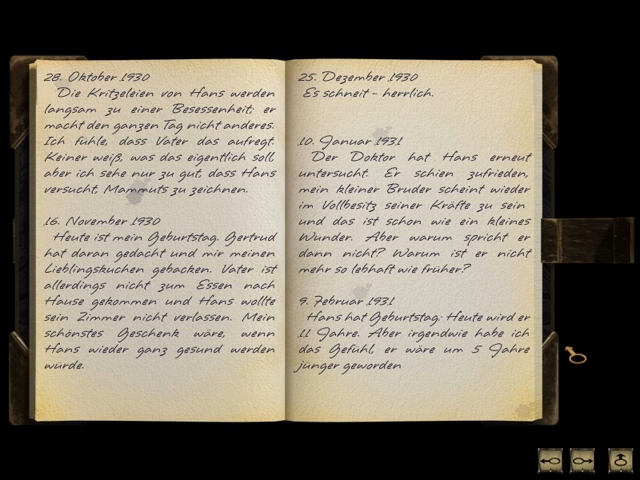 28. Oktober 1930
Die Kritzeleien von Hans werden
langsam zu einer Besessenheit; er
macht den ganzen Tag nicht anderes.
Ich fühle, dass Vater das aufregt.
Keiner weiß, was das eigentlich soll,
aber ich sehe nur zu gut, dass Hans
versucht, Mammuts zu zeichnen.
16. November 1930
Heute ist mein Geburtstag. Gertrud
hat daran gedacht und mir meinen
Lieblingskuchen gebacken. Vater ist
allerdings nicht zum Essen nach
Hause gekommen und Hans wollte
sein Zimmer nicht verlassen. Mein
schönstes Geschenk wäre, wenn
Hans wieder ganz gesund werden
würde.
25. Dezember 1930
Es schneit - herrlich.
10. Januar 1931
Der Doktor hat Hans erneut
untersucht. Er schien zufrieden,
mein kleiner Bruder scheint wieder
im Vollbesitz seiner Kräfte zu sein
und das ist schon wie ein kleines
Wunder. Aber warum spricht er
dann nicht? Warum ist er nicht
mehr so lebhaft wie früher?
9. Februar 1931
Hans hat Geburtstag: Heute wird er
11 Jahre. Aber irgendwie habe ich
das Gefühl, er wäre um 5 Jahre
jünger geworden